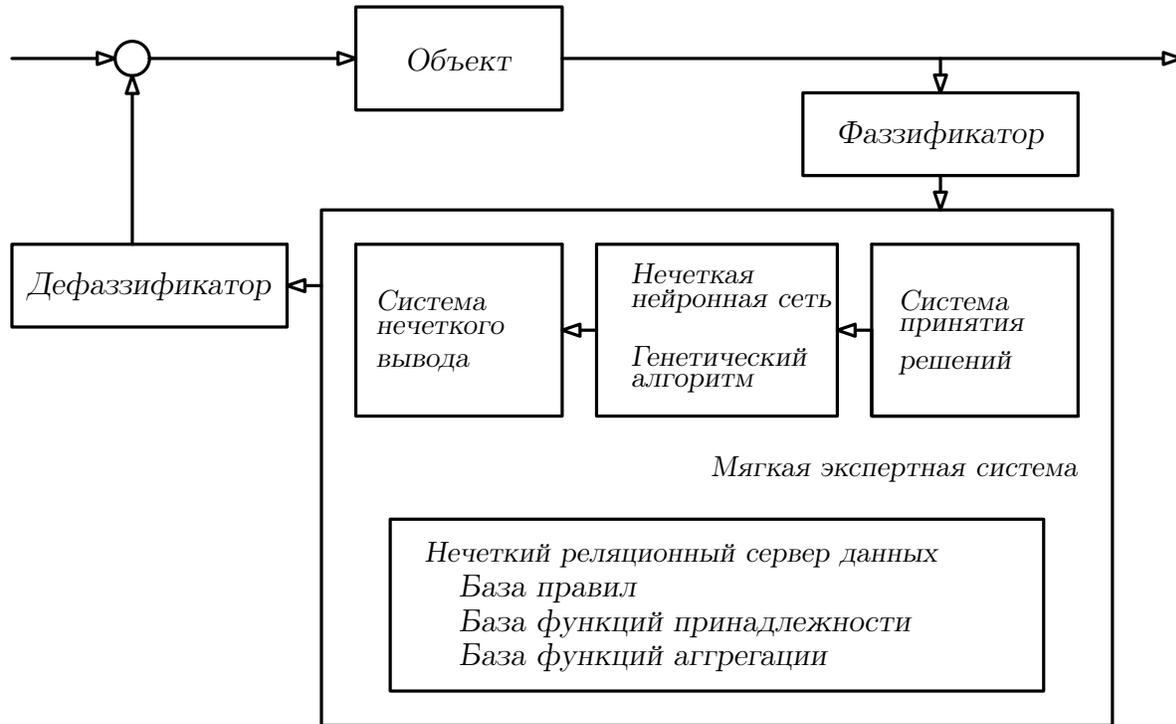 Объект
Фаззификатор
Дефаззификатор
Система
нечеткого
вывода
Нечеткая
нейронная сеть
Генетический
алгоритм
Система
принятия
решений
Мягкая экспертная система
Нечеткий реляционный сервер данных
База правил
База функций принадлежности
База функций аггрегации